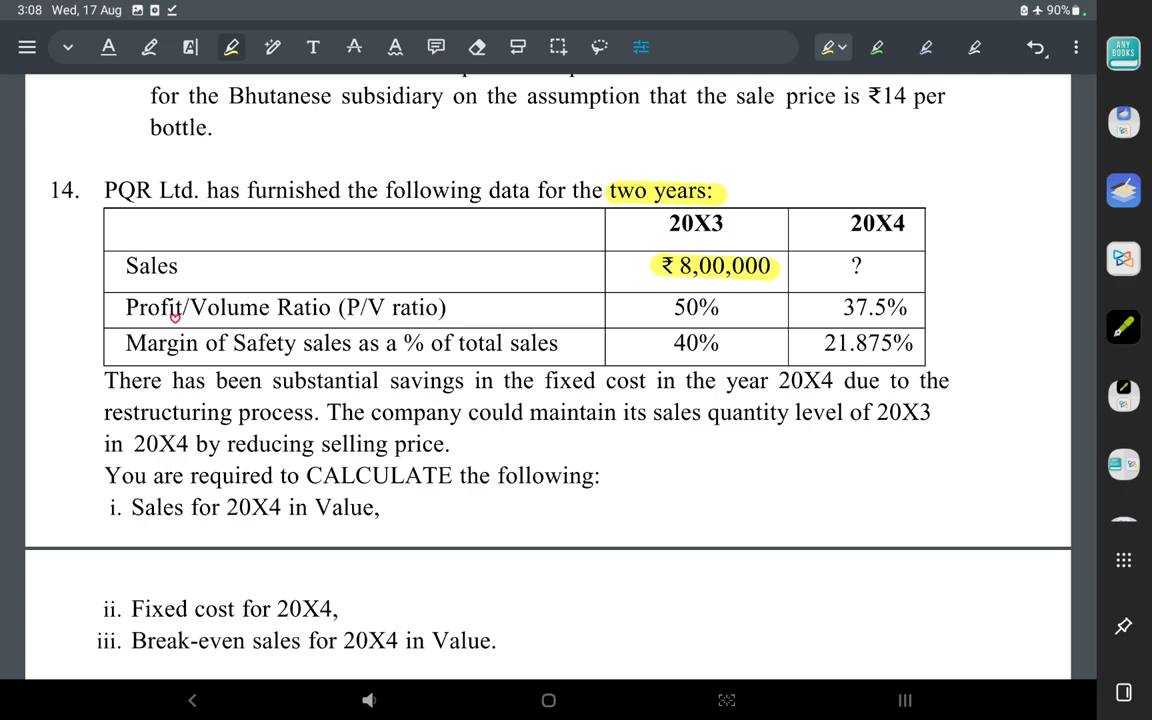 3:08 Wed, 17 Aug
90%
for the Bhutanese subsidiary on the assumption that the sale price is ₹14 per
bottle.
14. PQR Ltd. has furnished the following data for the two years:
20X3 20X4
Sales ₹ 8,00,000 ?
Profit/Volume Ratio (P/V ratio) 50% 37.5%
Margin of Safety sales as a % of total sales 40% 21.875%
There has been substantial savings in the fixed cost in the year 20X4 due to the
restructuring process. The company could maintain its sales quantity level of 20X3
in 20X4 by reducing selling price.
You are required to CALCULATE the following:
i. Sales for 20X4 in Value,
ii. Fixed cost for 20X4,
iii. Break-even sales for 20X4 in Value.
ANY
BOOKS